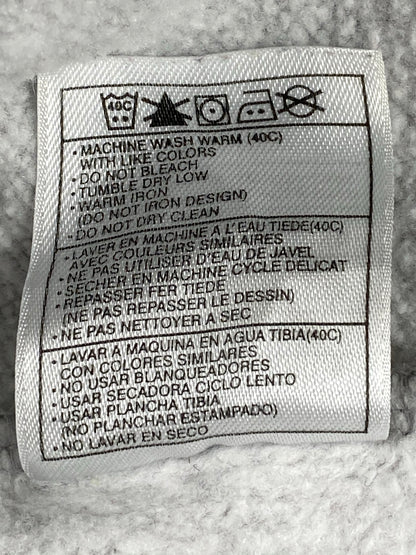 40C
• MACHINE WASH WARM (40C)
WITH LIKE COLORS
• DO NOT BLEACH
• TUMBLE DRY LOW
• WARM IRON
(DO NOT IRON DESIGN)
• DO NOT DRY CLEAN
• LAVER EN MACHINE A L'EAU TIEDE(40C)
AVEC COULEURS SIMILAIRES
• NE PAS UTILISER D'EAU DE JAVEL
• SECHER EN MACHINE CYCLE DELICAT
• REPASSER FER TIEDE
(NE PAS REPASSER LE DESSIN)
• NE PAS NETTOYER A SEC
• LAVAR A MAQUINA EN AGUA TIBIA(40C)
CON COLORES SIMILARES
• NO USAR BLANQUEADORES
• USAR SECADORA CICLO LENTO
• USAR PLANCHA TIBIA
(NO PLANCHAR ESTAMPADO)
• NO LAVAR EN SECO